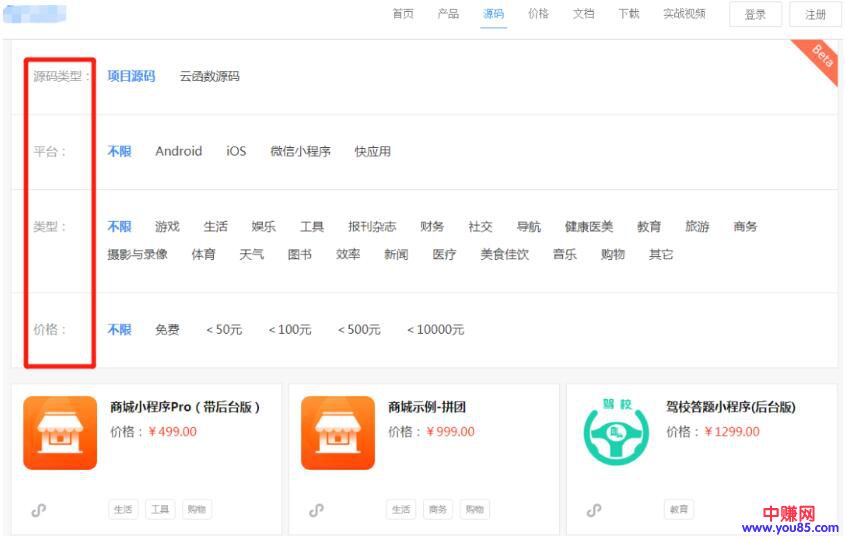 首页 产品 源码 价格 文档 下载 实战视频 登录 注册
Beta
源码类型： 项目源码 云函数源码
平台： 不限 Android iOS 微信小程序 快应用
类型： 不限 游戏 生活 娱乐 工具 报刊杂志 财务 社交 导航 健康医美 教育 旅游 商务
摄影与录像 体育 天气 图书 效率 新闻 医疗 美食佳饮 音乐 购物 其它
价格： 不限 免费 <50元 <100元 <500元 <10000元
商城小程序Pro（带后台版） 商城示例-拼团 驾校 驾校答题小程序(后台版)
价格：￥499.00 价格：￥999.00 价格：￥1299.00
生活 工具 购物 生活 商务 购物 教育
中赚网
www.you85.com